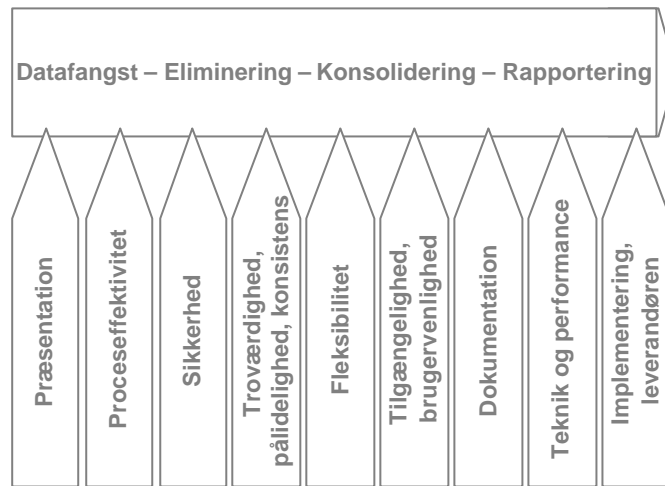 Datafangst – Eliminering – Konsolidering – Rapportering
Præsentation
Proceseffektivitet
Sikkerhed
Troværdighed,
pålidelighed, konsistens
Fleksibilitet
Tilgængelighed,
brugervenlighed
Dokumentation
Teknik og performance
Implementering,
leverandøren